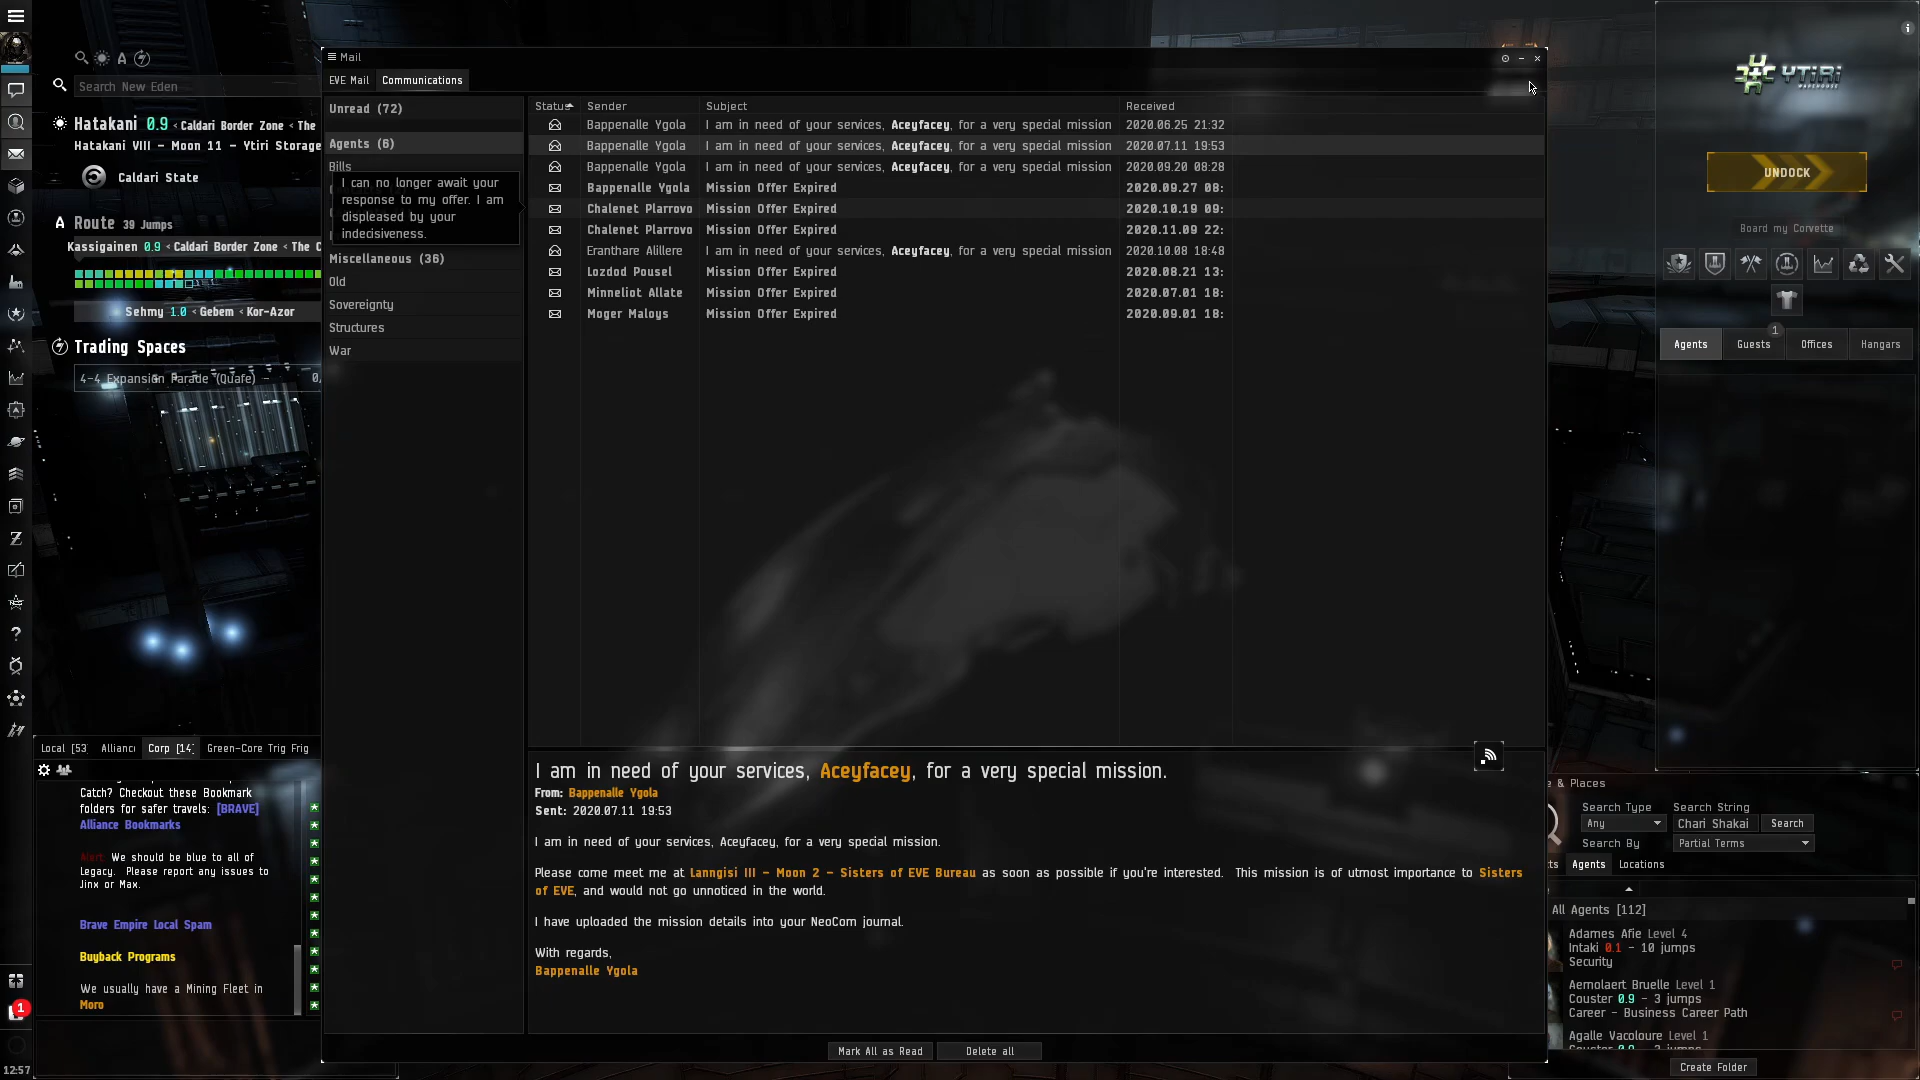 Mail
EVE Mail
Communications
Unread (72)
Agents (6)
Bills
I can no longer await your
response to my offer. I am
displeased by your
indecisiveness.
Miscellaneous (36)
Old
Sovereignty
Structures
War
Status Sender Subject Received
Bappenalle Ygola I am in need of your services, Aceyfacey, for a very special mission 2020.06.25 21:32
Bappenalle Ygola I am in need of your services, Aceyfacey, for a very special mission 2020.07.11 19:53
Bappenalle Ygola I am in need of your services, Aceyfacey, for a very special mission 2020.09.20 08:28
Bappenalle Ygola Mission Offer Expired 2020.09.27 08:
Chalenet Plarrovo Mission Offer Expired 2020.10.19 09:
Chalenet Plarrovo Mission Offer Expired 2020.11.09 22:
Eranthare Alillere I am in need of your services, Aceyfacey, for a very special mission 2020.10.08 18:48
Lozdod Pousel Mission Offer Expired 2020.08.21 13:
Minneliot Allate Mission Offer Expired 2020.07.01 18:
Moger Maloys Mission Offer Expired 2020.09.01 18:
I am in need of your services, Aceyfacey, for a very special mission.
From: Bappenalle Ygola
Sent: 2020.07.11 19:53
I am in need of your services, Aceyfacey, for a very special mission.
Please come meet me at Lanngisi III - Moon 2 - Sisters of EVE Bureau as soon as possible if you're interested. This mission is of utmost importance to Sisters
of EVE, and would not go unnoticed in the world.
I have uploaded the mission details into your NeoCom journal.
With regards,
Bappenalle Ygola
Mark All as Read
Delete all
Search New Eden
Hatakani 0.9 < Caldari Border Zone < The
Hatakani VIII - Moon 11 - Ytiri Storage
Caldari State
Route 39 Jumps
Kassigainen 0.9 < Caldari Border Zone < The C
Sehmy 1.0 < Gebem < Kor-Azor
Trading Spaces
4-4 Expansion Parade (Quafe) - 0
Local [53
Allianc
Corp [14]
Green-Core Trig Frig
Catch? Checkout these Bookmark
folders for safer travels: [BRAVE]
Alliance Bookmarks
Alert: We should be blue to all of
Legacy. Please report any issues to
Jinx or Max.
Brave Empire Local Spam
Buyback Programs
We usually have a Mining Fleet in
Moro
1
12:57
YTIRI
UNDOCK
Board my Corvette
1
Agents
Guests
Offices
Hangars
e & Places
Search Type
Search String
Any
Chari Shakai
Search
Search By
Partial Terms
ts
Agents
Locations
All Agents [112]
Adames Afie Level 4
Intaki 0.1 - 10 jumps
Security
Aemolaert Bruelle Level 1
Couster 0.9 - 3 jumps
Career - Business Career Path
Agalle Vacoloure Level 1
Couster 0.9 - 3 jumps
Create Folder